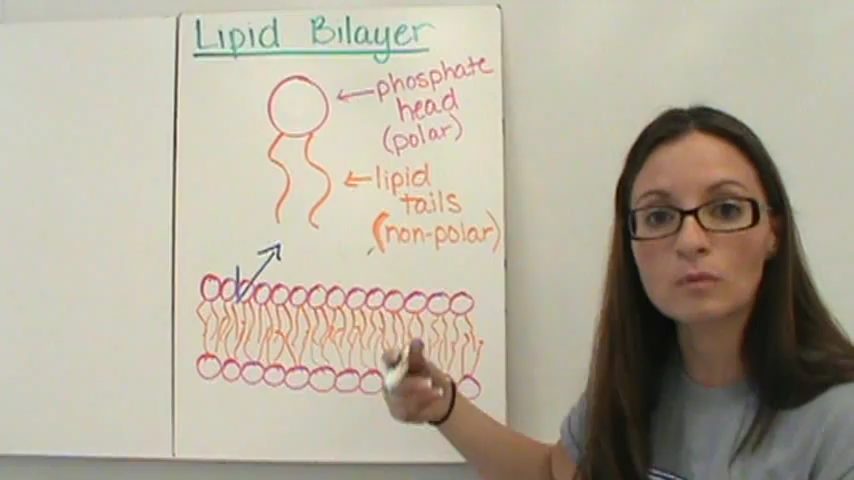 Lipid Bilayer
phosphate
head
(polar)
lipid
tails
(non-polar)